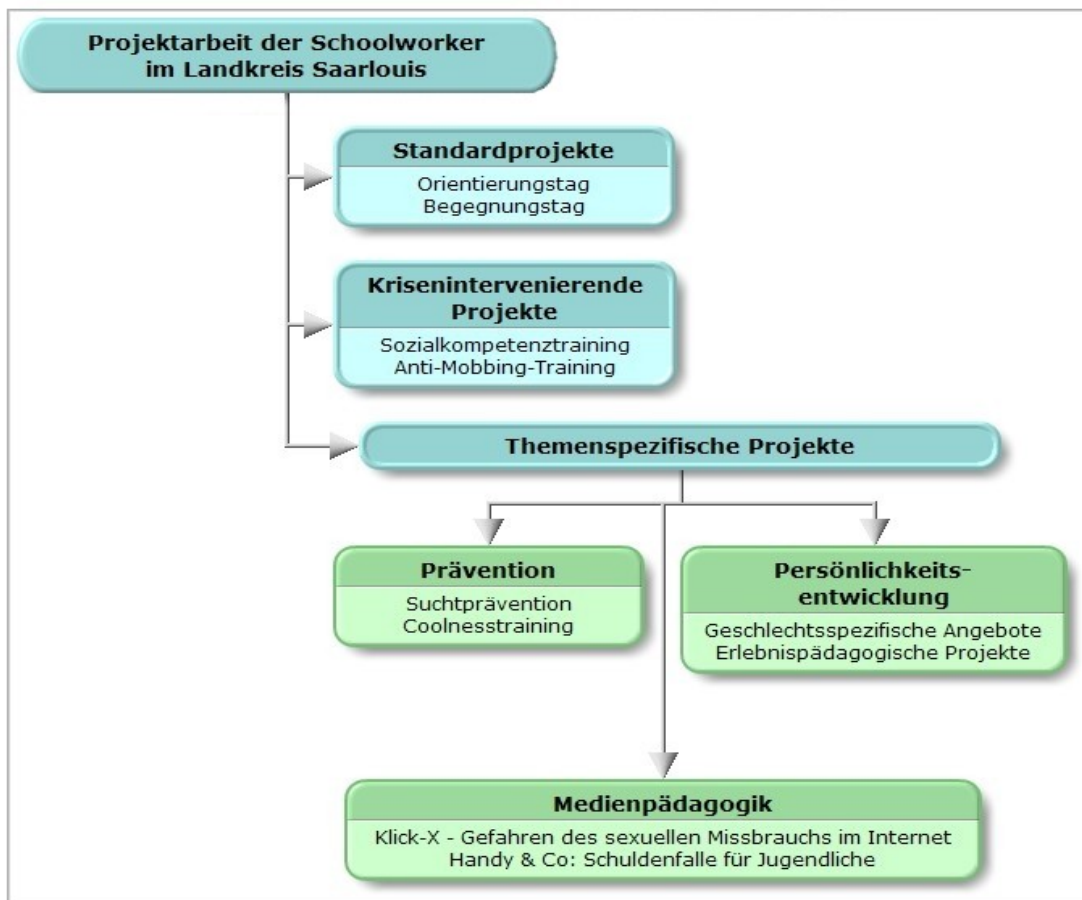 Projektarbeit der Schoolworker
im Landkreis Saarlouis
Standardprojekte
Orientierungstag
Begegnungstag
Krisenintervenierende
Projekte
Sozialkompetenztraining
Anti-Mobbing-Training
Themenspezifische Projekte
Prävention
Suchtprävention
Coolnesstraining
Persönlichkeits-
entwicklung
Geschlechtsspezifische Angebote
Erlebnispädagogische Projekte
Medienpädagogik
Klick-X - Gefahren des sexuellen Missbrauchs im Internet
Handy & Co: Schuldenfalle für Jugendliche